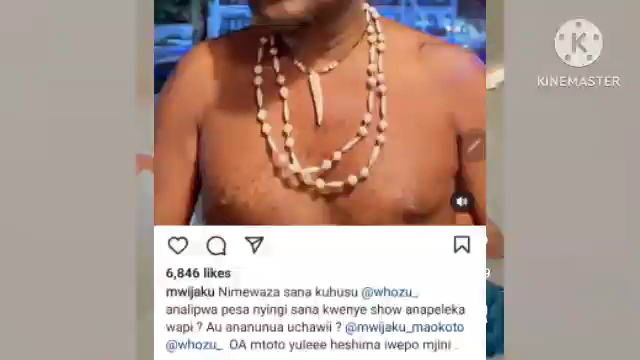 KINEMASTER
6,846 likes
mwijaku Nimewaza sana kuhusu @whozu_
analipwa pesa nyingi sana kwenye show anapeleka
wapi ? Au ananunua uchawii ? @mwijaku_maokoto
@whozu_ OA mtoto yuleee heshima iwepo mjini .